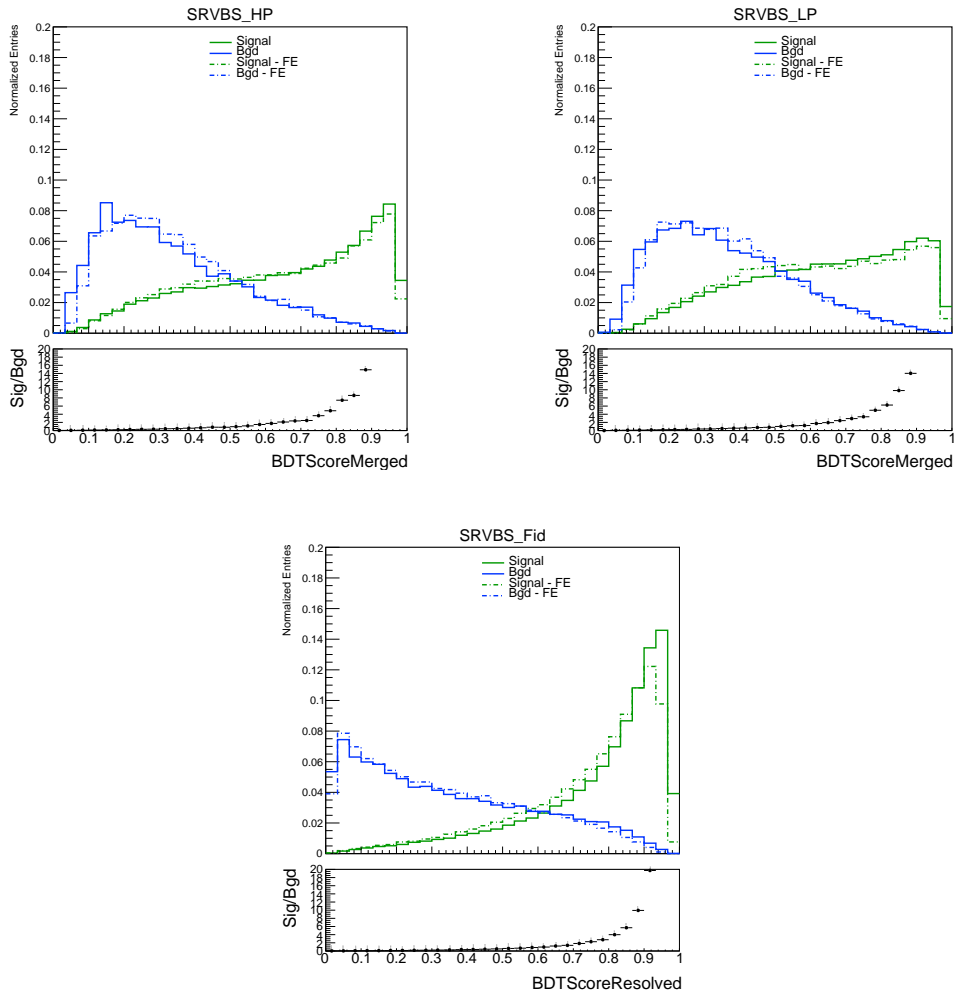 SRVBS_HP
Normalized Entries
0.2
0.18
0.16
0.14
0.12
0.1
0.08
0.06
0.04
0.02
0
Signal
Bgd
Signal - FE
Bgd - FE
Sig/Bgd
20
18
16
14
12
10
8
6
4
2
0
0 0.1 0.2 0.3 0.4 0.5 0.6 0.7 0.8 0.9 1
BDTScoreMerged
SRVBS_LP
Normalized Entries
0.2
0.18
0.16
0.14
0.12
0.1
0.08
0.06
0.04
0.02
0
Signal
Bgd
Signal - FE
Bgd - FE
Sig/Bgd
20
18
16
14
12
10
8
6
4
2
0
0 0.1 0.2 0.3 0.4 0.5 0.6 0.7 0.8 0.9 1
BDTScoreMerged
SRVBS_Fid
Normalized Entries
0.2
0.18
0.16
0.14
0.12
0.1
0.08
0.06
0.04
0.02
0
Signal
Bgd
Signal - FE
Bgd - FE
Sig/Bgd
20
18
16
14
12
10
8
6
4
2
0
0 0.1 0.2 0.3 0.4 0.5 0.6 0.7 0.8 0.9 1
BDTScoreResolved